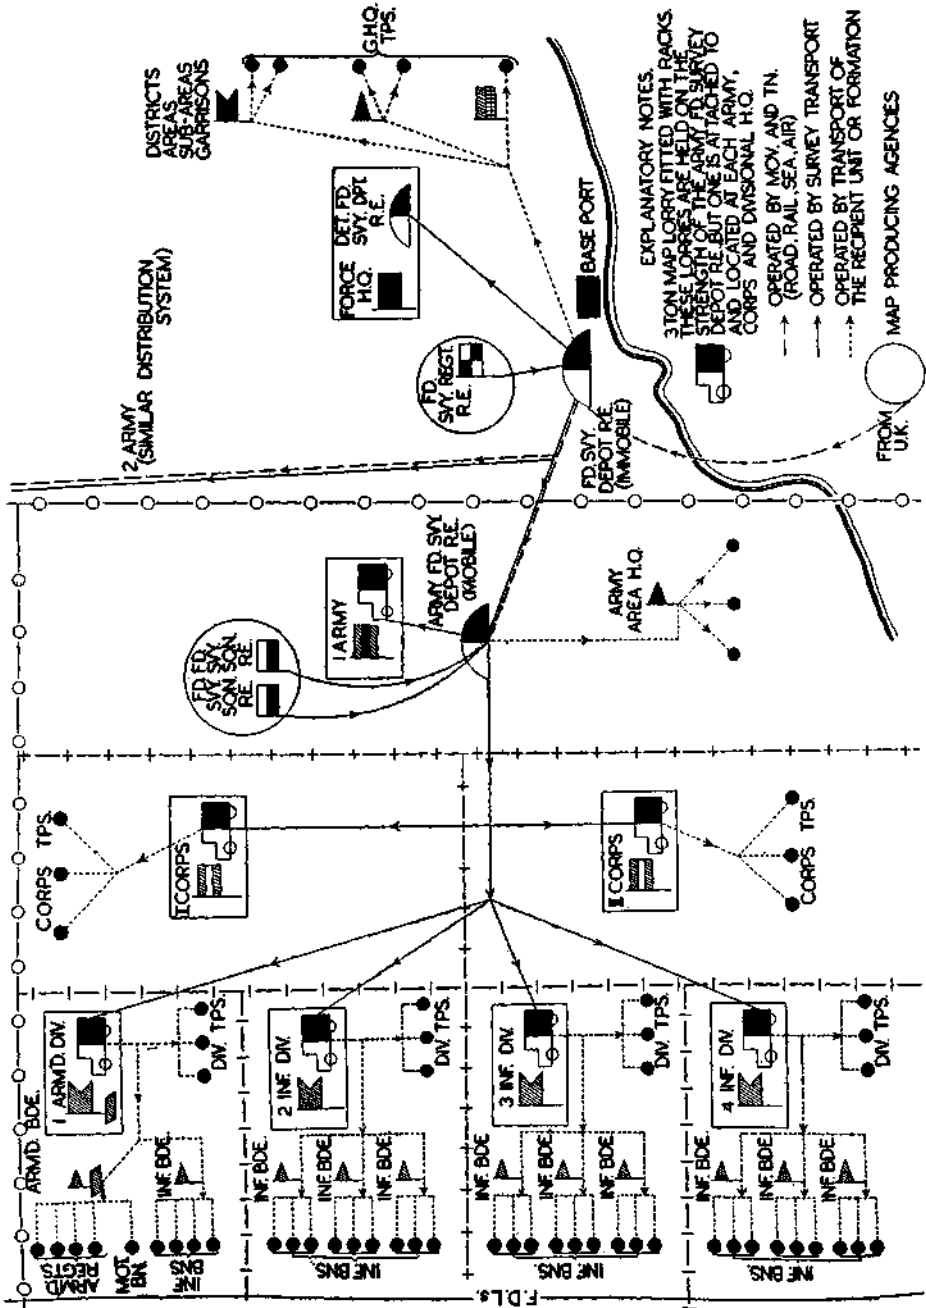 2 ARMY
(SIMILAR DISTRIBUTION
SYSTEM)
DISTRICTS
AREAS
SUB-AREAS
GARRISONS
G.H.Q.
TPS.
FORCE
H.Q.
DET. FD.
SVY. DPT.
R.E.
FD.
SVY. REGT.
R.E.
BASE PORT
FD. SVY.
DEPOT R.E.
(IMMOBILE)
FROM
U.K.
EXPLANATORY NOTES.
3 TON MAP LORRY FITTED WITH RACKS.
THESE LORRIES ARE HELD ON THE
STRENGTH OF THE ARMY FD. SURVEY
DEPOT R.E. BUT ONE IS ATTACHED TO
AND LOCATED AT EACH ARMY,
CORPS AND DIVISIONAL H.Q.
OPERATED BY MOV. AND TN.
(ROAD, RAIL, SEA, AIR)
OPERATED BY SURVEY TRANSPORT
OPERATED BY TRANSPORT OF
THE RECIPIENT UNIT OR FORMATION
MAP PRODUCING AGENCIES
FD. FD.
SVY. SVY.
SQN. SQN.
R.E. R.E.
1 ARMY
ARMY FD. SVY.
DEPOT R.E.
(MOBILE)
ARMY
AREA H.Q.
CORPS TPS.
I CORPS
II CORPS
CORPS TPS.
ARMD. BDE.
1 ARMD. DIV.
DIV. TPS.
INF. BDE.
ARMD.
REGTS.
MOT.
BN.
INF.
BNS.
2 INF. DIV.
DIV. TPS.
INF. BDE.
INF. BDE.
INF. BDE.
INF. BNS.
3 INF. DIV.
DIV. TPS.
INF. BDE.
INF. BDE.
INF. BDE.
INF. BNS.
4 INF. DIV.
DIV. TPS.
INF. BDE.
INF. BDE.
INF. BDE.
INF. BNS.
F.D.Ls.